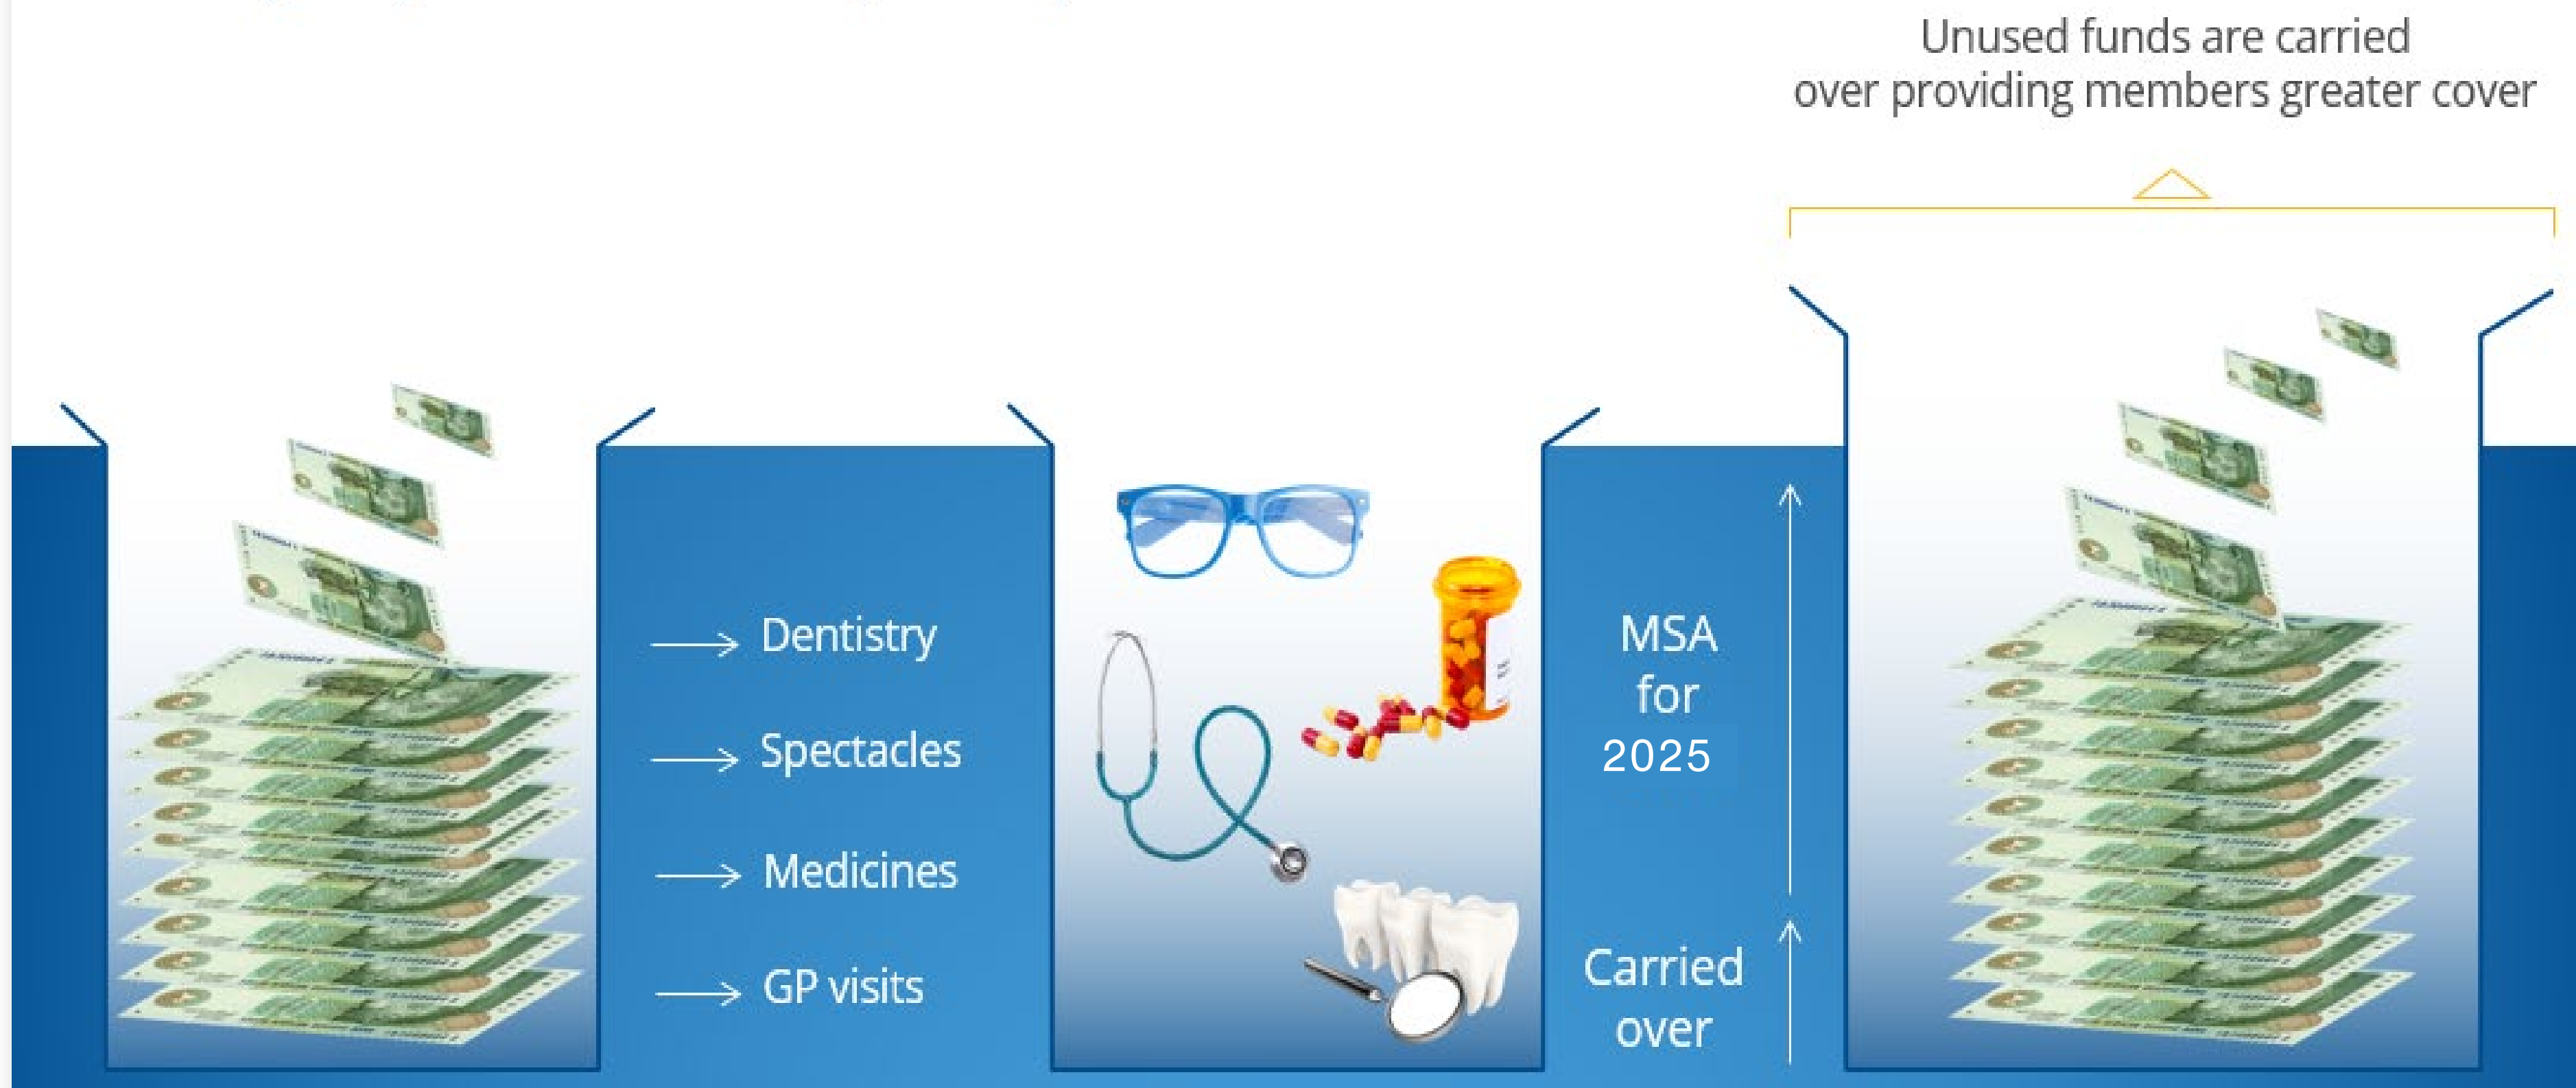 Unused funds are carried
over providing members greater cover
Dentistry
Spectacles
Medicines
GP visits
MSA
for
2025
Carried
over